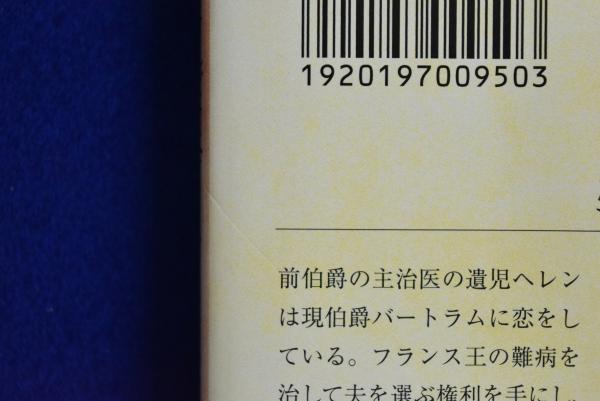 1920197009503
前伯爵の主治医の遺児ヘレン
は現伯爵バートラムに恋をし
ている。フランス王の難病を
治して夫を選ぶ権利を手にし、